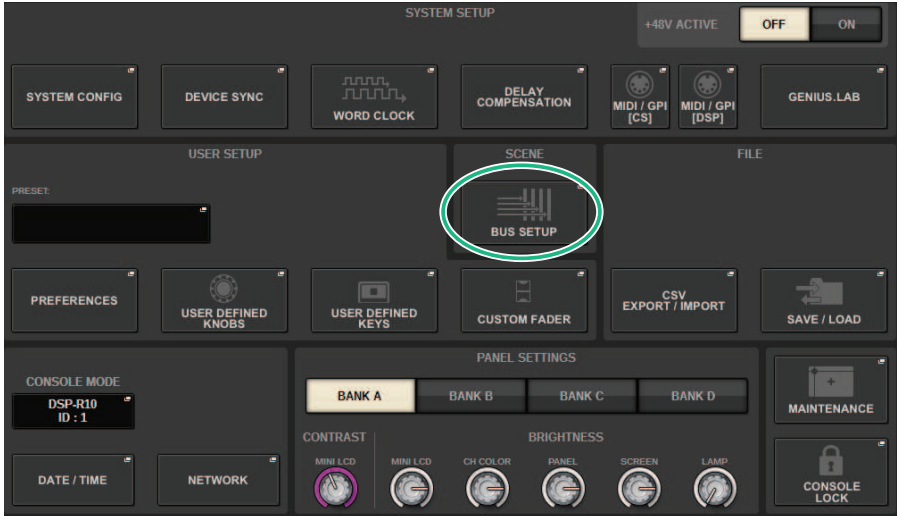 SYSTEM SETUP
+48V ACTIVE
OFF
ON
SYSTEM CONFIG
DEVICE SYNC
WORD CLOCK
DELAY
COMPENSATION
MIDI / GPI
[CS]
MIDI / GPI
[DSP]
GENIUS.LAB
USER SETUP
SCENE
FILE
PRESET:
BUS SETUP
PREFERENCES
USER DEFINED
KNOBS
USER DEFINED
KEYS
CUSTOM FADER
CSV
EXPORT / IMPORT
SAVE / LOAD
CONSOLE MODE
DSP-R10
ID : 1
DATE / TIME
NETWORK
PANEL SETTINGS
BANK A
BANK B
BANK C
BANK D
CONTRAST
BRIGHTNESS
MINI LCD
MINI LCD
CH COLOR
PANEL
SCREEN
LAMP
MAINTENANCE
CONSOLE
LOCK